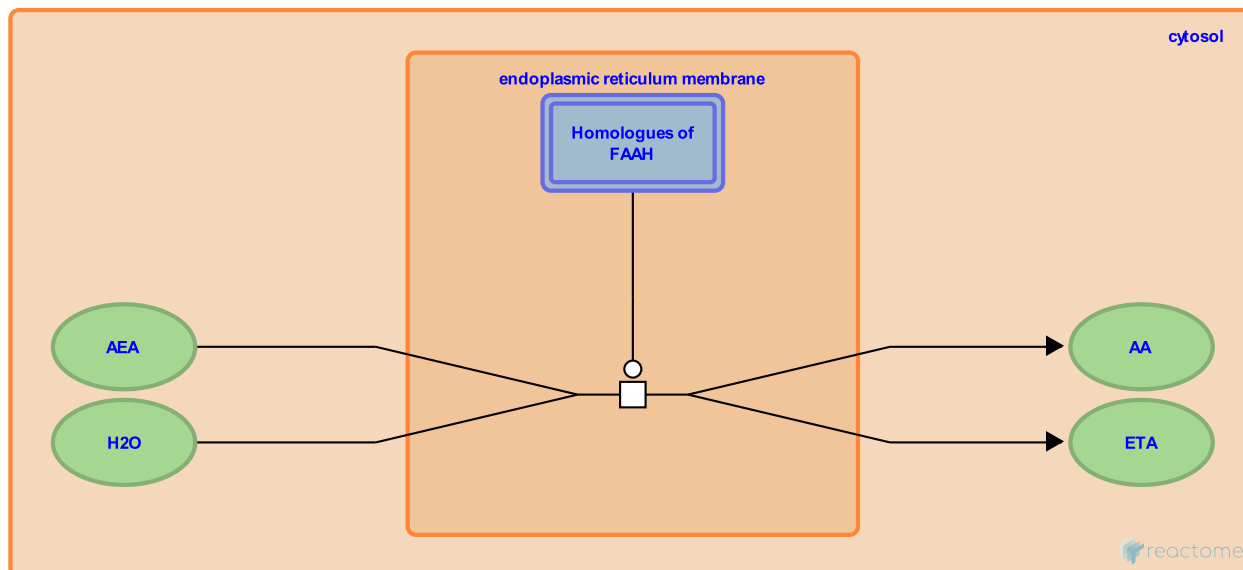 cytosol
endoplasmic reticulum membrane
Homologues of
FAAH
AEA
AA
H2O
ETA
reactome